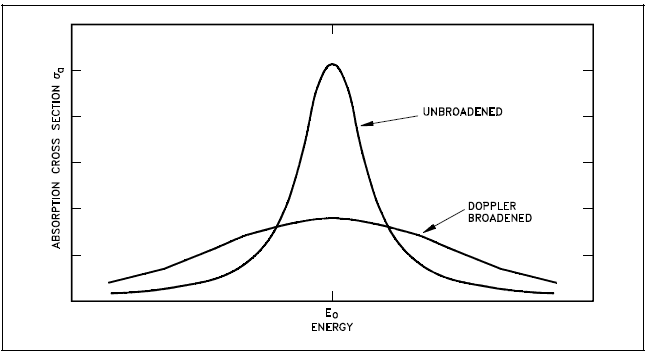 ABSORPTION CROSS SECTION σa
UNBROADENED
DOPPLER
BROADENED
E0
ENERGY